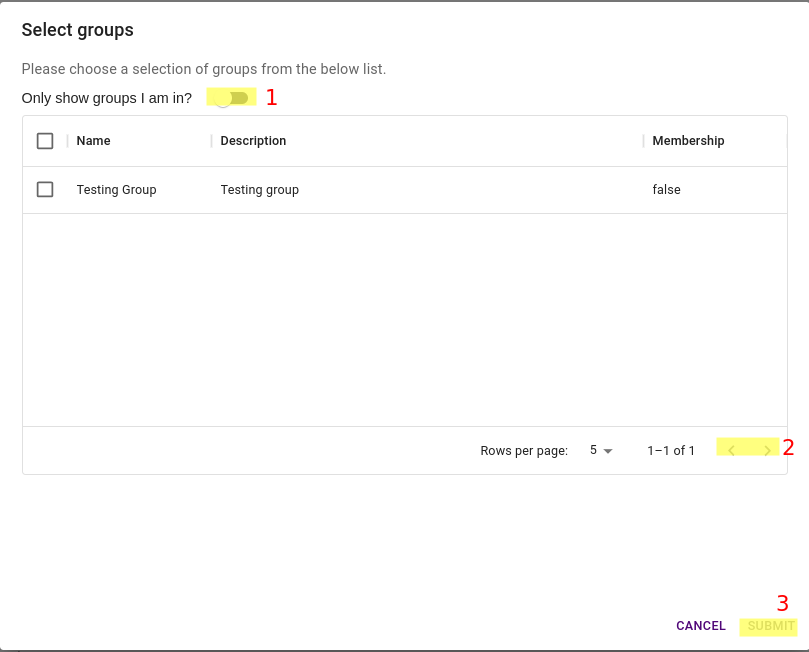 Select groups
Please choose a selection of groups from the below list.
Only show groups I am in? 1
Name Description Membership
Testing Group Testing group false
Rows per page: 5 1–1 of 1 2
3
CANCEL SUBMIT